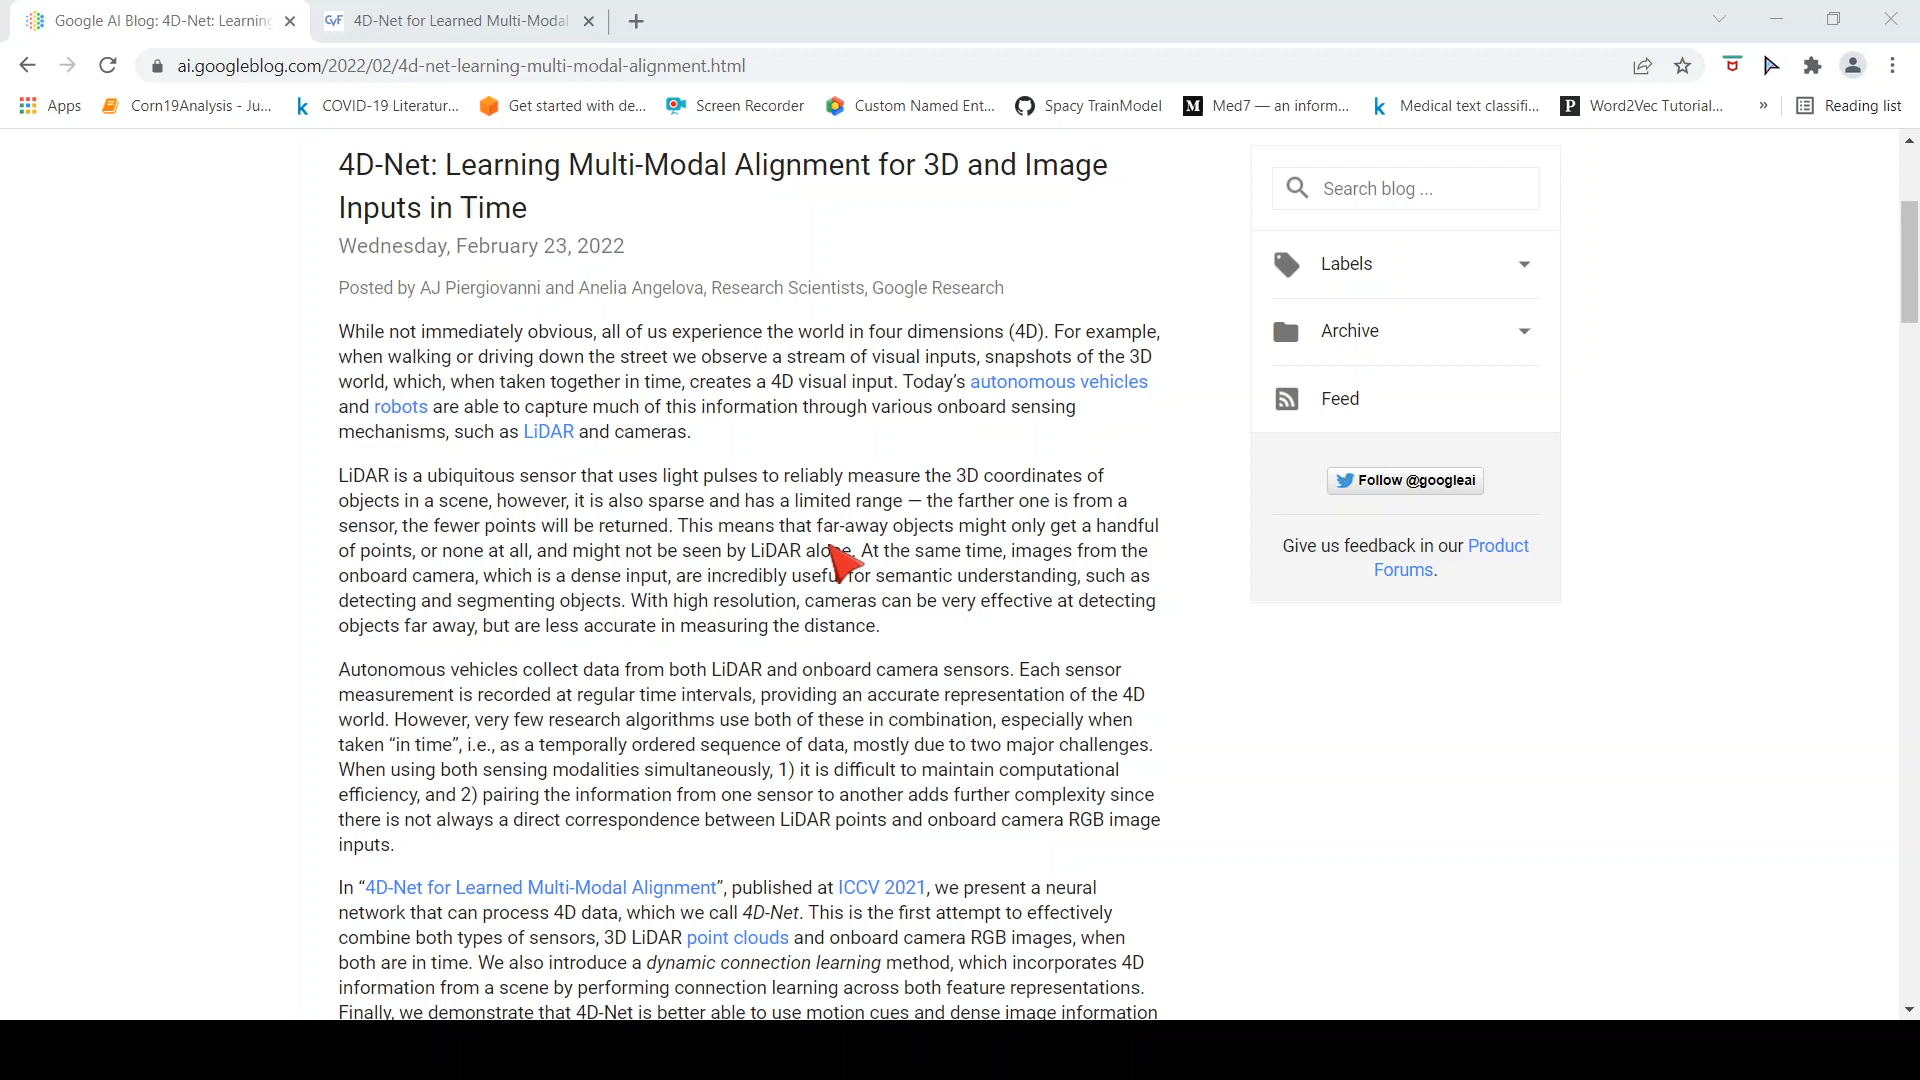 Google AI Blog: 4D-Net: Learning
4D-Net for Learned Multi-Modal
ai.googleblog.com/2022/02/4d-net-learning-multi-modal-alignment.html
Apps
Corn19Analysis - Ju...
COVID-19 Literatur...
Get started with de...
Screen Recorder
Custom Named Ent...
Spacy TrainModel
Med7 — an inform...
Medical text classifi...
Word2Vec Tutorial...
»
Reading list
4D-Net: Learning Multi-Modal Alignment for 3D and Image
Inputs in Time
Wednesday, February 23, 2022
Posted by AJ Piergiovanni and Anelia Angelova, Research Scientists, Google Research
While not immediately obvious, all of us experience the world in four dimensions (4D). For example,
when walking or driving down the street we observe a stream of visual inputs, snapshots of the 3D
world, which, when taken together in time, creates a 4D visual input. Today’s autonomous vehicles
and robots are able to capture much of this information through various onboard sensing
mechanisms, such as LiDAR and cameras.
LiDAR is a ubiquitous sensor that uses light pulses to reliably measure the 3D coordinates of
objects in a scene, however, it is also sparse and has a limited range — the farther one is from a
sensor, the fewer points will be returned. This means that far-away objects might only get a handful
of points, or none at all, and might not be seen by LiDAR alone. At the same time, images from the
onboard camera, which is a dense input, are incredibly useful for semantic understanding, such as
detecting and segmenting objects. With high resolution, cameras can be very effective at detecting
objects far away, but are less accurate in measuring the distance.
Autonomous vehicles collect data from both LiDAR and onboard camera sensors. Each sensor
measurement is recorded at regular time intervals, providing an accurate representation of the 4D
world. However, very few research algorithms use both of these in combination, especially when
taken “in time”, i.e., as a temporally ordered sequence of data, mostly due to two major challenges.
When using both sensing modalities simultaneously, 1) it is difficult to maintain computational
efficiency, and 2) pairing the information from one sensor to another adds further complexity since
there is not always a direct correspondence between LiDAR points and onboard camera RGB image
inputs.
In “4D-Net for Learned Multi-Modal Alignment”, published at ICCV 2021, we present a neural
network that can process 4D data, which we call 4D-Net. This is the first attempt to effectively
combine both types of sensors, 3D LiDAR point clouds and onboard camera RGB images, when
both are in time. We also introduce a dynamic connection learning method, which incorporates 4D
information from a scene by performing connection learning across both feature representations.
Finally, we demonstrate that 4D-Net is better able to use motion cues and dense image information
Search blog ...
Labels
Archive
Feed
Follow @googleai
Give us feedback in our Product
Forums.